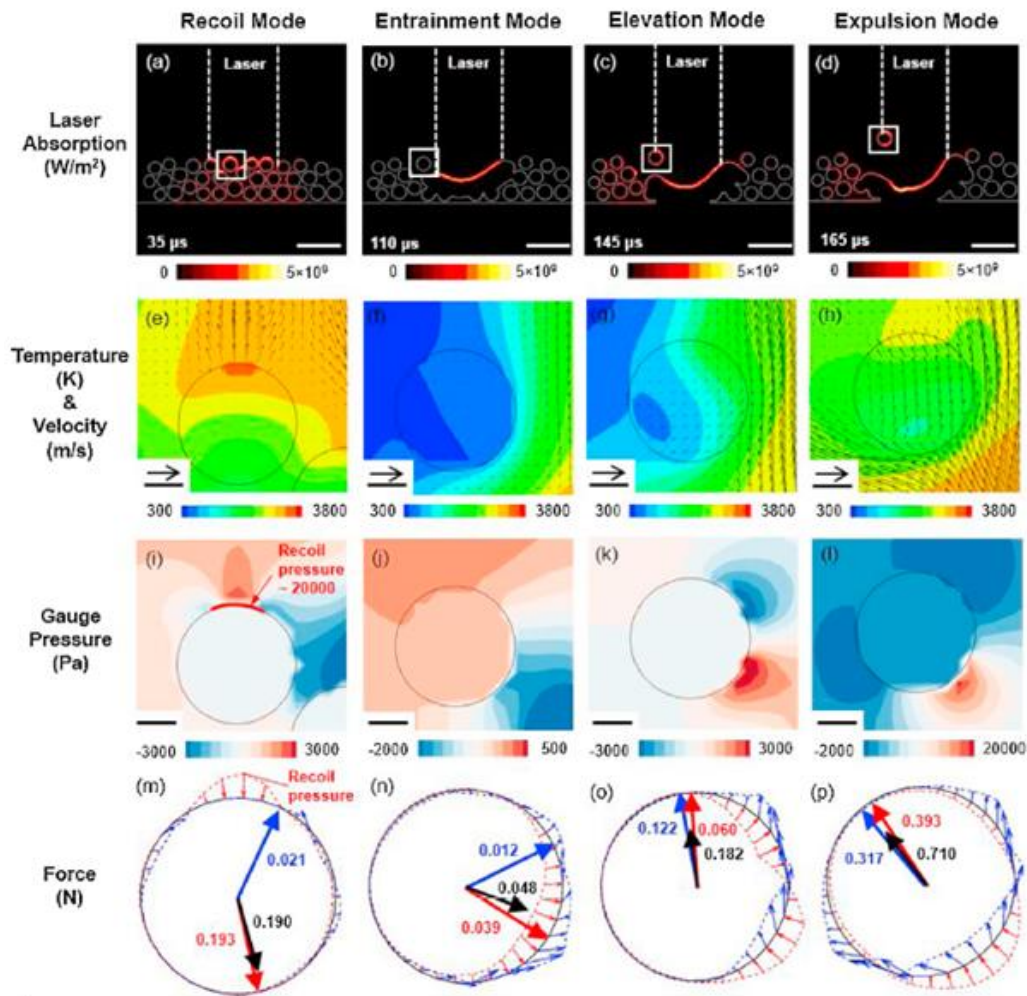 Recoil Mode Entrainment Mode Elevation Mode Expulsion Mode
Laser
Absorption
(W/m²)
(a) Laser (b) Laser (c) Laser (d) Laser
35 µs 110 µs 145 µs 165 µs
0 5×10⁹ 0 5×10⁹ 0 5×10⁹ 0 5×10⁹
Temperature
(K)
&
Velocity
(m/s)
(e) (f) (g) (h)
300 3800 300 3800 300 3800 300 3800
Gauge
Pressure
(Pa)
(i) Recoil
pressure
~ 20000
(j) (k) (l)
-3000 3000 -2000 500 -3000 3000 -2000 20000
Force
(N)
(m) Recoil
pressure
0.021
0.193 0.190
(n)
0.012
0.048
0.039
(o)
0.122 0.060
0.182
(p)
0.393
0.317 0.710